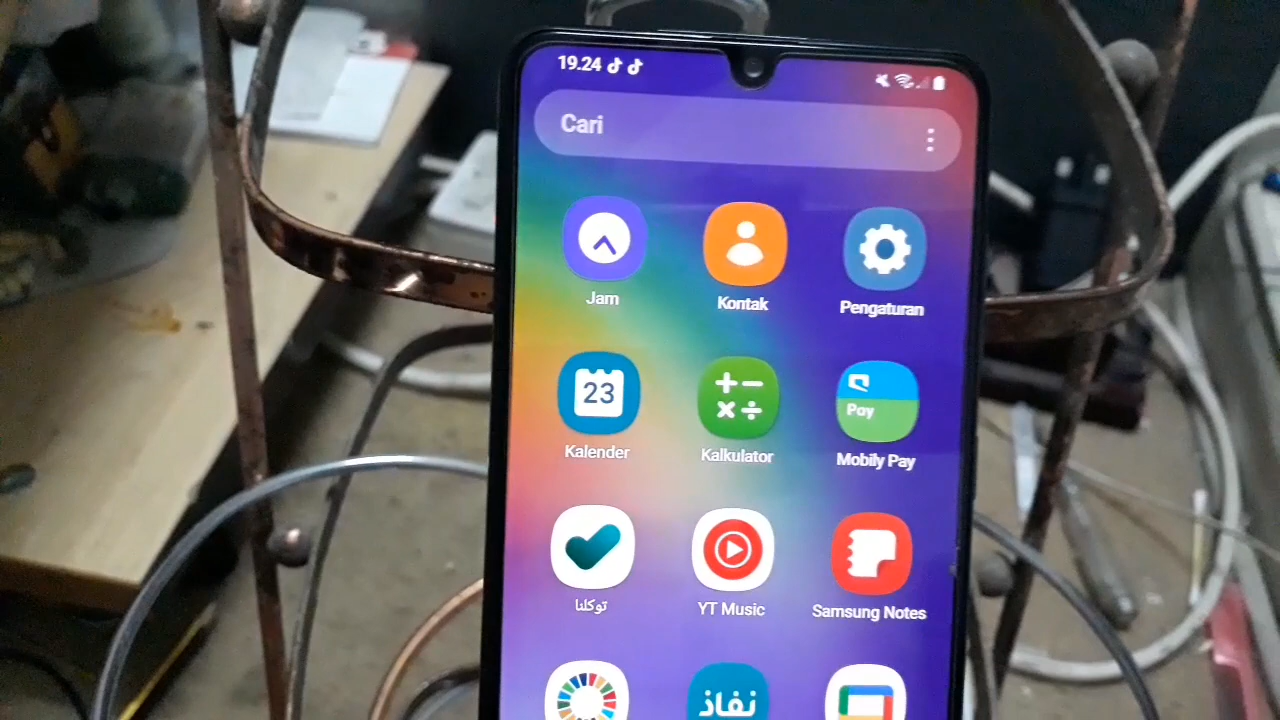 19.24
Cari
Jam
Kontak
Pengaturan
23
Pay
Kalender
Kalkulator
Mobily Pay
توكلنا
YT Music
Samsung Notes
نفاذ